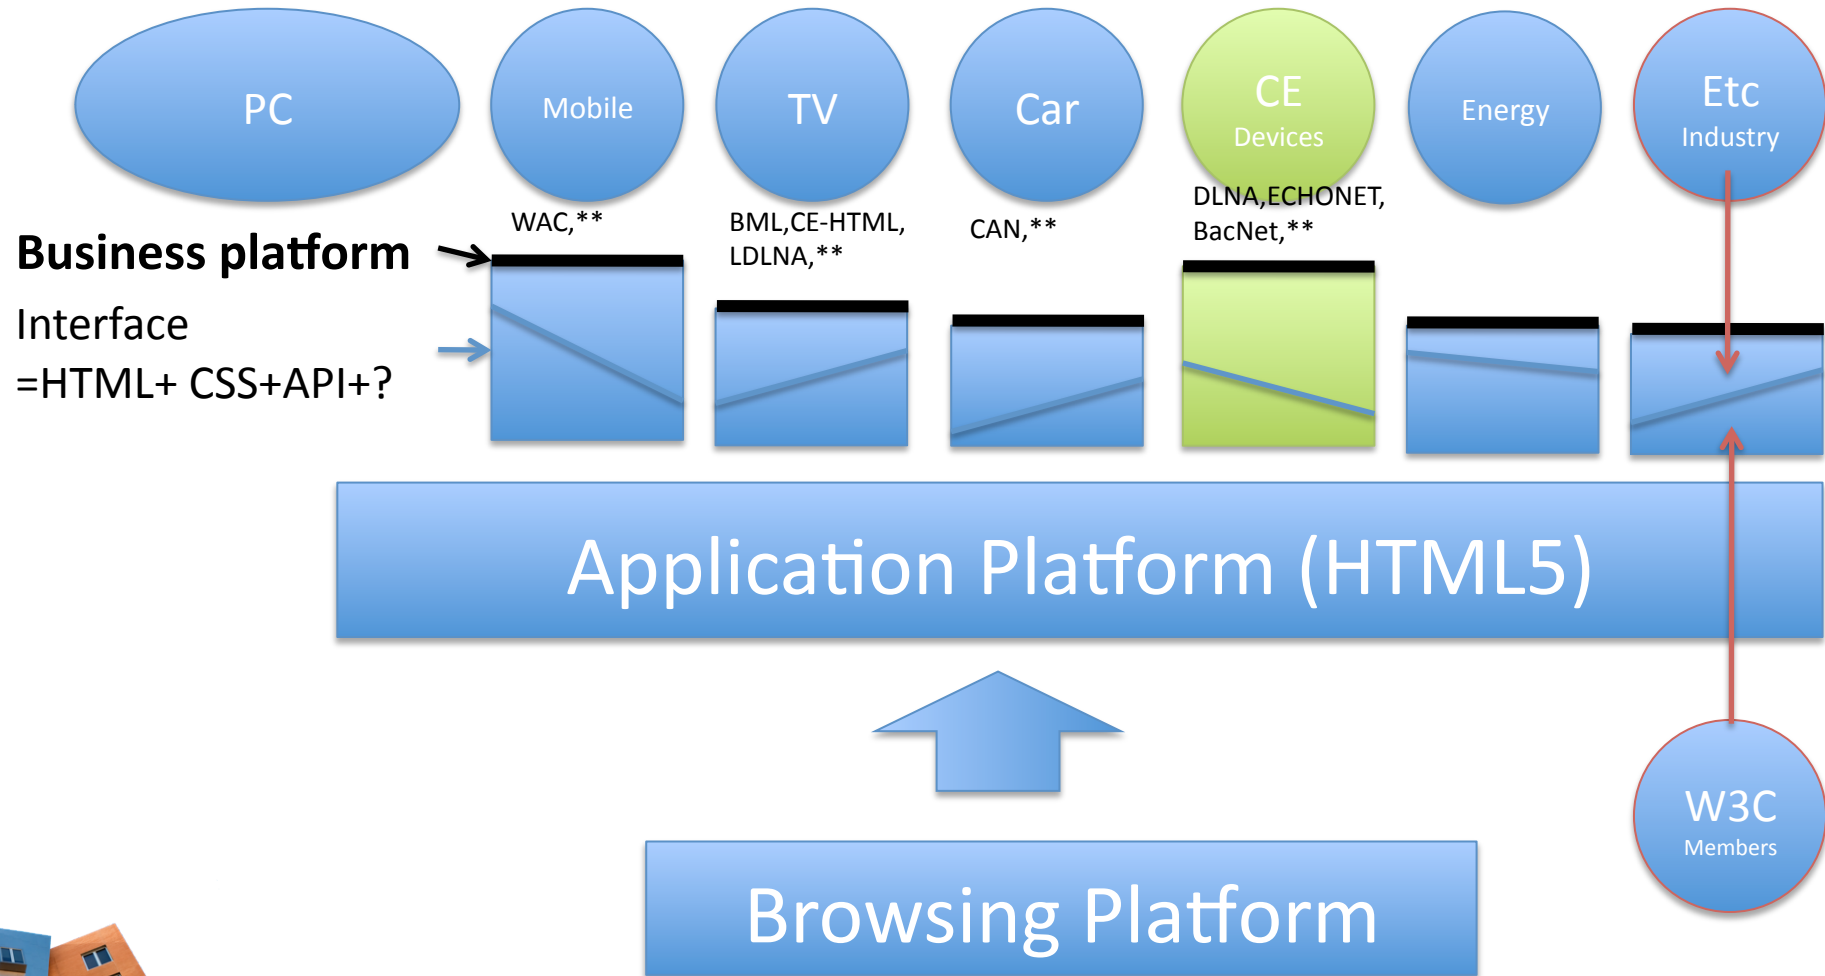 PC
Mobile
TV
Car
CE
Devices
Energy
Etc
Industry
WAC,**
BML,CE-HTML,
LDLNA,**
CAN,**
DLNA,ECHONET,
BacNet,**
Business platform
Interface
=HTML+ CSS+API+?
Application Platform (HTML5)
W3C
Members
Browsing Platform